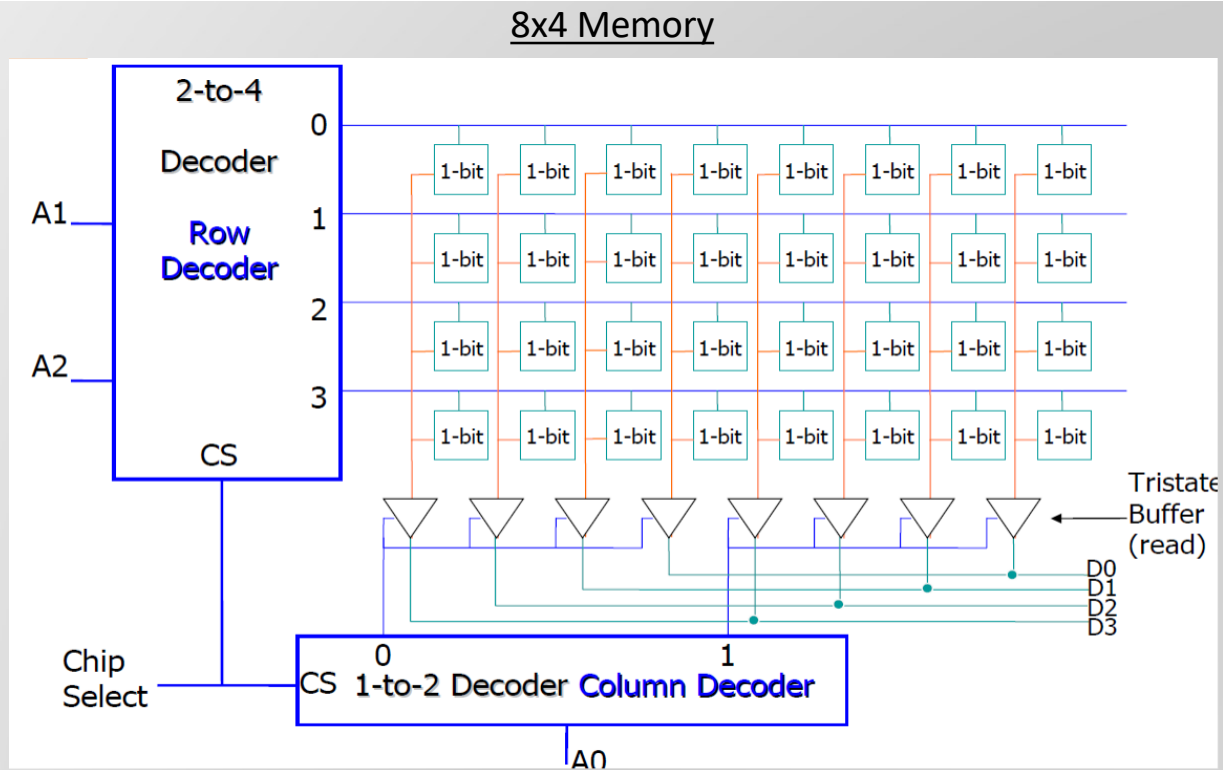 8x4 Memory
2-to-4
Decoder
Row
Decoder
CS
A1
A2
0
1
2
3
1-bit 1-bit 1-bit 1-bit 1-bit 1-bit 1-bit 1-bit
1-bit 1-bit 1-bit 1-bit 1-bit 1-bit 1-bit 1-bit
1-bit 1-bit 1-bit 1-bit 1-bit 1-bit 1-bit 1-bit
1-bit 1-bit 1-bit 1-bit 1-bit 1-bit 1-bit 1-bit
Tristate
Buffer
(read)
D0
D1
D2
D3
Chip
Select
0 1
CS 1-to-2 Decoder Column Decoder
A0